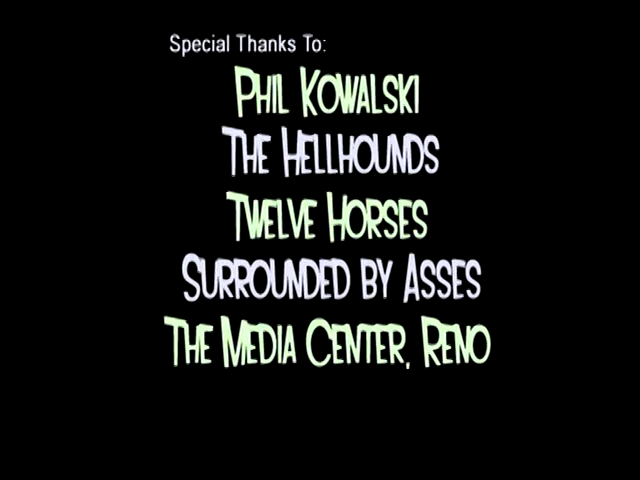 Special Thanks To:
Phil Kowalski
The Hellhounds
Twelve Horses
Surrounded by Asses
The Media Center, Reno